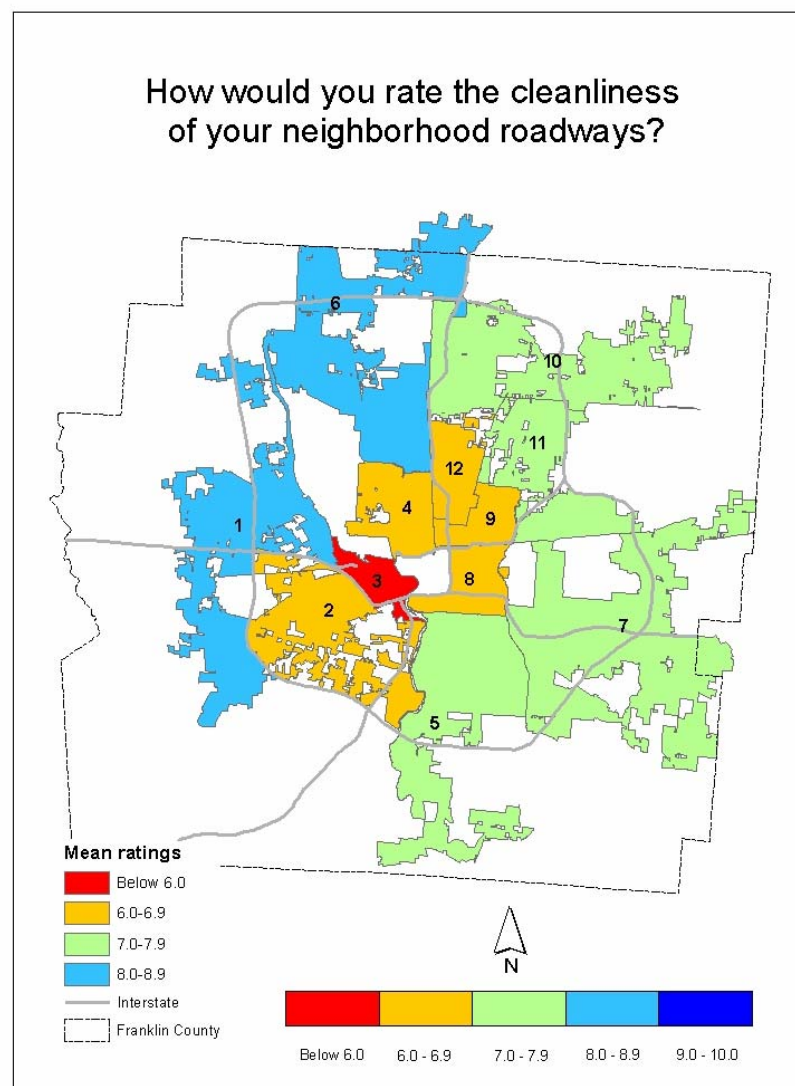 How would you rate the cleanliness
of your neighborhood roadways?
6
10
11
12
4
9
1
3
8
2
7
5
Mean ratings
Below 6.0
6.0-6.9
7.0-7.9
8.0-8.9
Interstate
Franklin County
N
Below 6.0 6.0 - 6.9 7.0 - 7.9 8.0 - 8.9 9.0 - 10.0